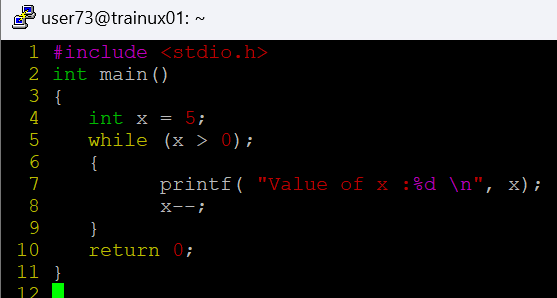 user73@trainux01: ~
1 #include <stdio.h>
2 int main()
3 {
4    int x = 5;
5    while (x > 0);
6    {
7          printf( "Value of x :%d \n", x);
8          x--;
9    }
10    return 0;
11 }
12